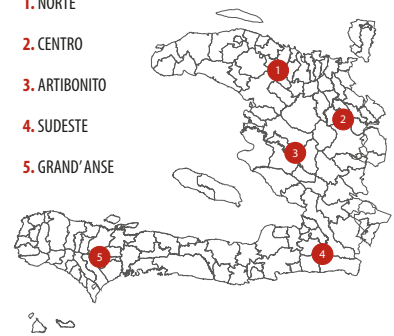 1. NORTE
2. CENTRO
3. ARTIBONITO
4. SUDESTE
5. GRAND' ANSE
1
2
3
4
5